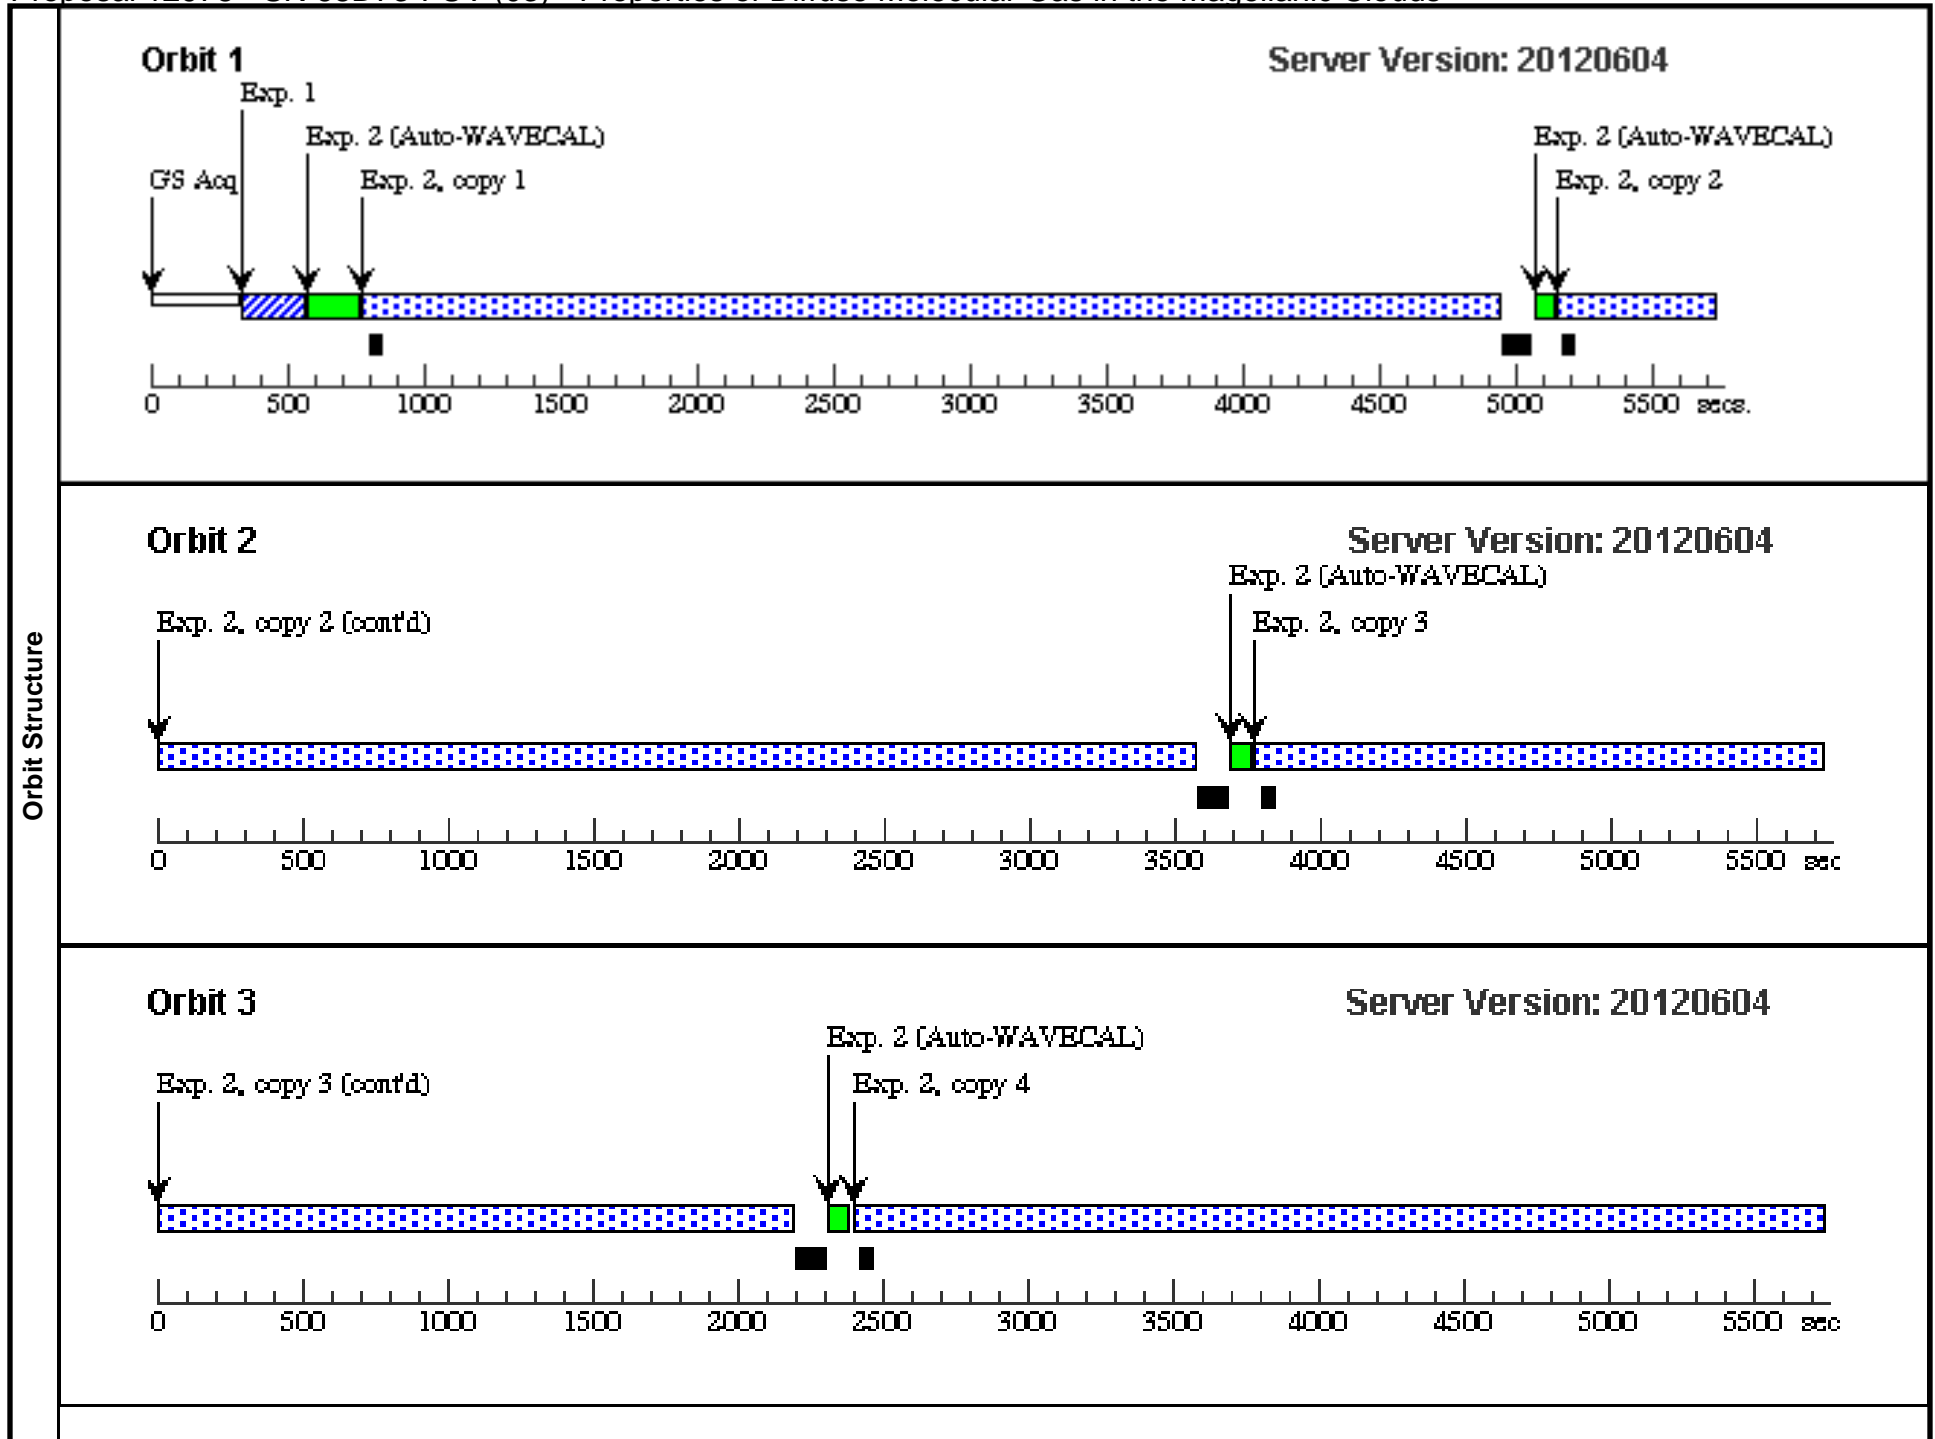 Orbit Structure
Orbit 1
Server Version: 20120604
Exp. 1
Exp. 2 (Auto-WAVECAL)
Exp. 2 (Auto-WAVECAL)
GS Acq
Exp. 2, copy 1
Exp. 2, copy 2
0 500 1000 1500 2000 2500 3000 3500 4000 4500 5000 5500 secs.
Orbit 2
Server Version: 20120604
Exp. 2 (Auto-WAVECAL)
Exp. 2, copy 2 (cont'd)
Exp. 2, copy 3
0 500 1000 1500 2000 2500 3000 3500 4000 4500 5000 5500 sec
Orbit 3
Server Version: 20120604
Exp. 2 (Auto-WAVECAL)
Exp. 2, copy 3 (cont'd)
Exp. 2, copy 4
0 500 1000 1500 2000 2500 3000 3500 4000 4500 5000 5500 sec